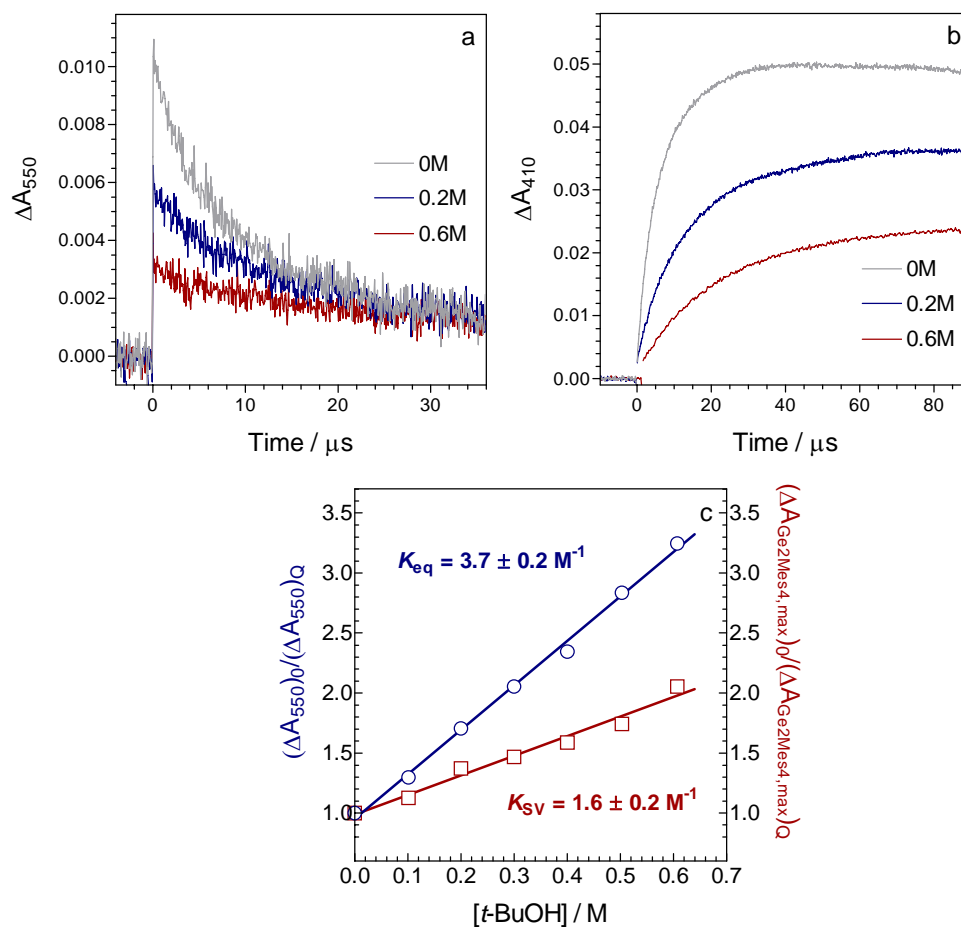 a
0.010
0.008
0.006
0.004
0.002
0.000
ΔA550
0M
0.2M
0.6M
0
10
20
30
Time / μs
b
0.05
0.04
0.03
0.02
0.01
0.00
ΔA410
0M
0.2M
0.6M
0
20
40
60
80
Time / μs
c
3.5
3.0
2.5
2.0
1.5
1.0
(ΔA550)0/(ΔA550)Q
Keq = 3.7 ± 0.2 M-1
KSV = 1.6 ± 0.2 M-1
3.5
3.0
2.5
2.0
1.5
1.0
(ΔAGe2Mes4,max)0/(ΔAGe2Mes4,max)Q
0.0 0.1 0.2 0.3 0.4 0.5 0.6 0.7
[t-BuOH] / M